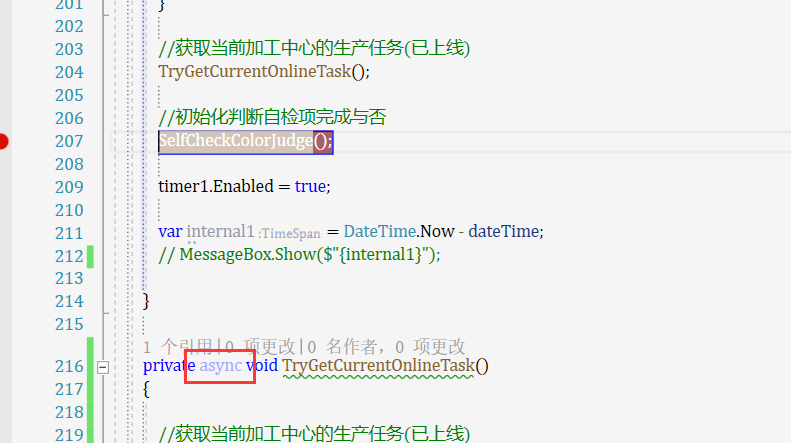 201 }
202
203 //获取当前加工中心的生产任务(已上线)
204 TryGetCurrentOnlineTask();
205
206 //初始化判断自检项完成与否
207 SelfCheckColorJudge();
208
209 timer1.Enabled = true;
210
211 var internal1 :TimeSpan = DateTime.Now - dateTime;
212 // MessageBox.Show($"{internal1}");
213
214 }
215
1 个引用|0 项更改|0 名作者, 0 项更改
216 private async void TryGetCurrentOnlineTask()
217 {
218
219 //获取当前加工中心的生产任务(已上线)